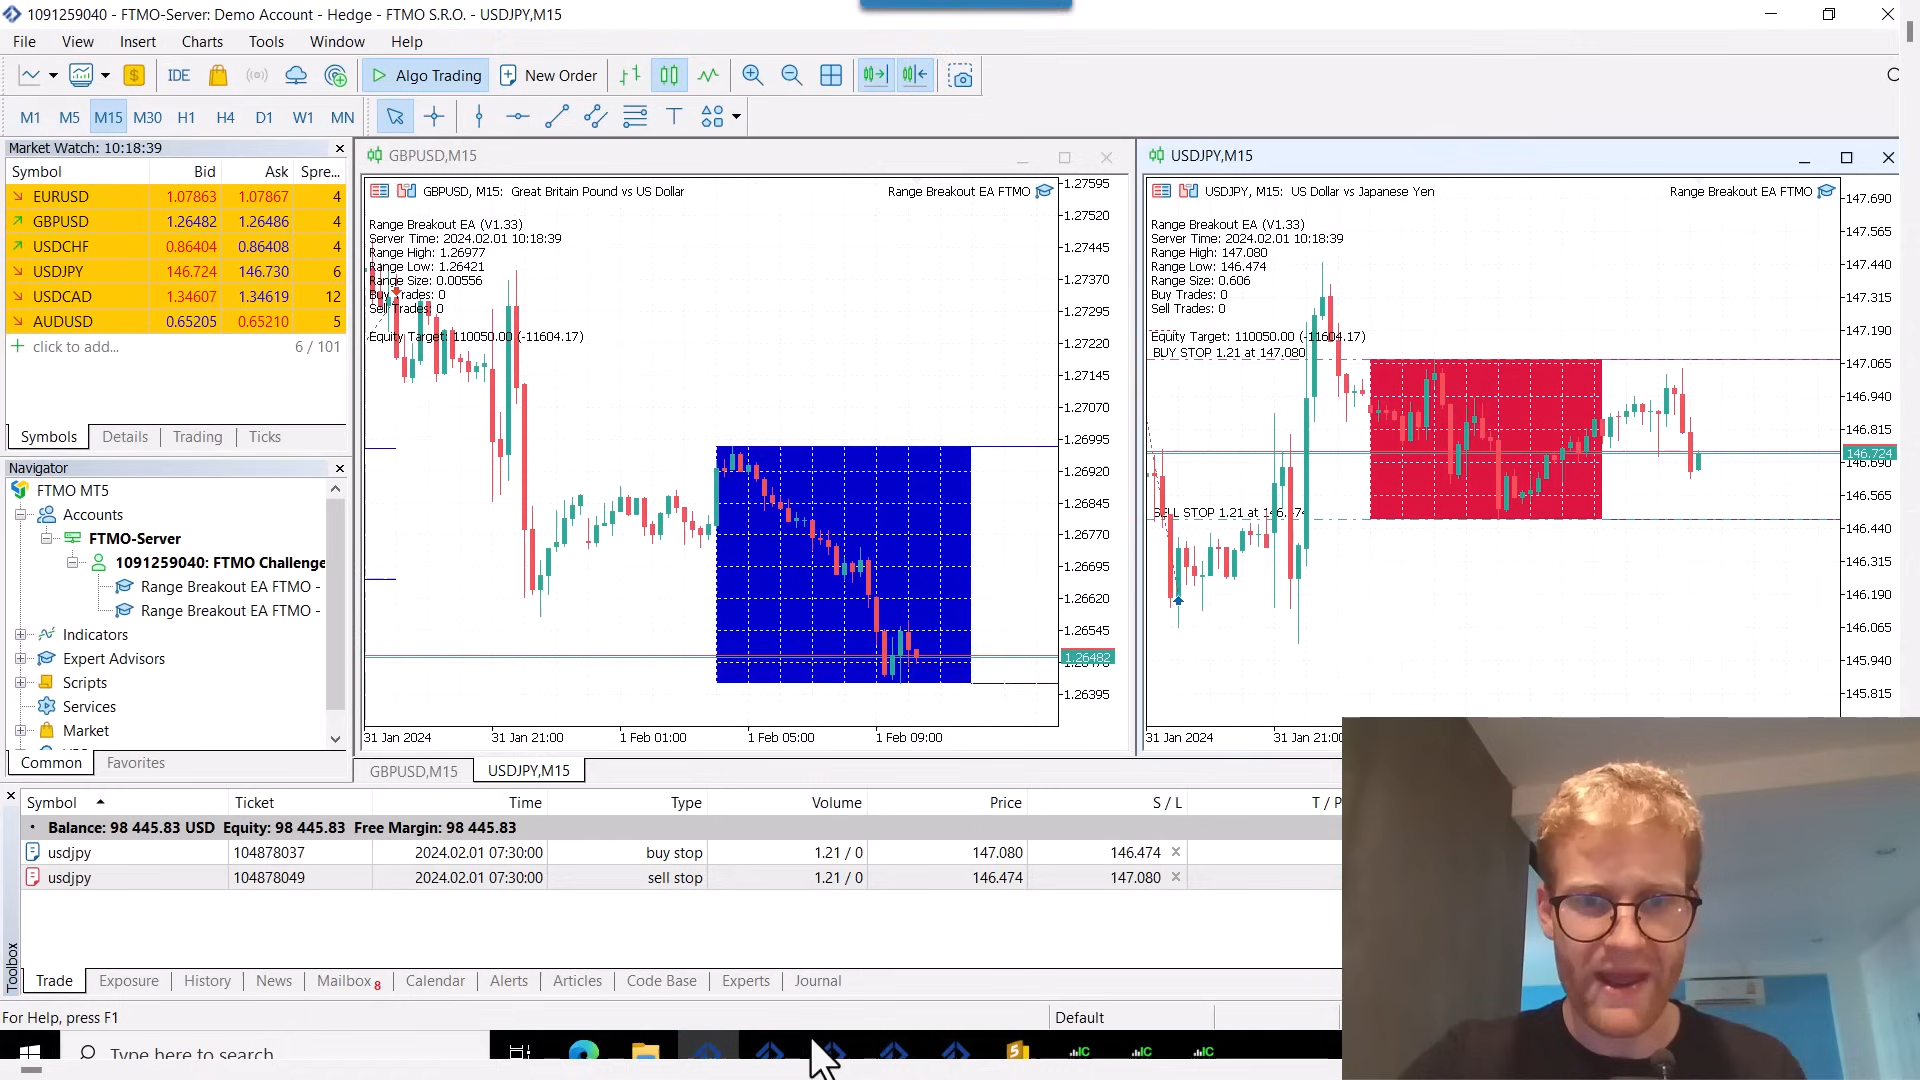 1091259040 - FTMO-Server: Demo Account - Hedge - FTMO S.R.O. - USDJPY,M15
File View Insert Charts Tools Window Help
IDE Algo Trading New Order
M1 M5 M15 M30 H1 H4 D1 W1 MN
Market Watch: 10:18:39
Symbol Bid Ask Spre...
EURUSD 1.07863 1.07867 4
GBPUSD 1.26482 1.26486 4
USDCHF 0.86404 0.86408 4
USDJPY 146.724 146.730 6
USDCAD 1.34607 1.34619 12
AUDUSD 0.65205 0.65210 5
click to add... 6 / 101
Symbols Details Trading Ticks
Navigator
FTMO MT5
Accounts
FTMO-Server
1091259040: FTMO Challenge
Range Breakout EA FTMO -
Range Breakout EA FTMO -
Indicators
Expert Advisors
Scripts
Services
Market
Common Favorites
GBPUSD,M15
GBPUSD, M15: Great Britain Pound vs US Dollar
Range Breakout EA FTMO
Range Breakout EA (V1.33)
Server Time: 2024.02.01 10:18:39
Range High: 1.26977
Range Low: 1.26421
Range Size: 0.00556
Buy Trades: 0
Sell Trades: 0
Equity Target: 110050.00 (-11604.17)
1.27595
1.27520
1.27445
1.27370
1.27295
1.27220
1.27145
1.27070
1.26995
1.26920
1.26845
1.26770
1.26695
1.26620
1.26545
1.26482
1.26395
31 Jan 2024 31 Jan 21:00 1 Feb 01:00 1 Feb 05:00 1 Feb 09:00
USDJPY,M15
USDJPY, M15: US Dollar vs Japanese Yen
Range Breakout EA FTMO
Range Breakout EA (V1.33)
Server Time: 2024.02.01 10:18:39
Range High: 147.080
Range Low: 146.474
Range Size: 0.606
Buy Trades: 0
Sell Trades: 0
Equity Target: 110050.00 (-11604.17)
BUY STOP 1.21 at 147.080
SELL STOP 1.21 at 146.474
147.690
147.565
147.440
147.315
147.190
147.065
146.940
146.815
146.724
146.690
146.565
146.440
146.315
146.190
146.065
145.940
145.815
31 Jan 2024 31 Jan 21:00
GBPUSD,M15 USDJPY,M15
Symbol Ticket Time Type Volume Price S / L T / P
Balance: 98 445.83 USD Equity: 98 445.83 Free Margin: 98 445.83
usdjpy 104878037 2024.02.01 07:30:00 buy stop 1.21 / 0 147.080 146.474
usdjpy 104878049 2024.02.01 07:30:00 sell stop 1.21 / 0 146.474 147.080
Toolbox
Trade Exposure History News Mailbox 8 Calendar Alerts Articles Code Base Experts Journal
For Help, press F1
Default
Type here to search